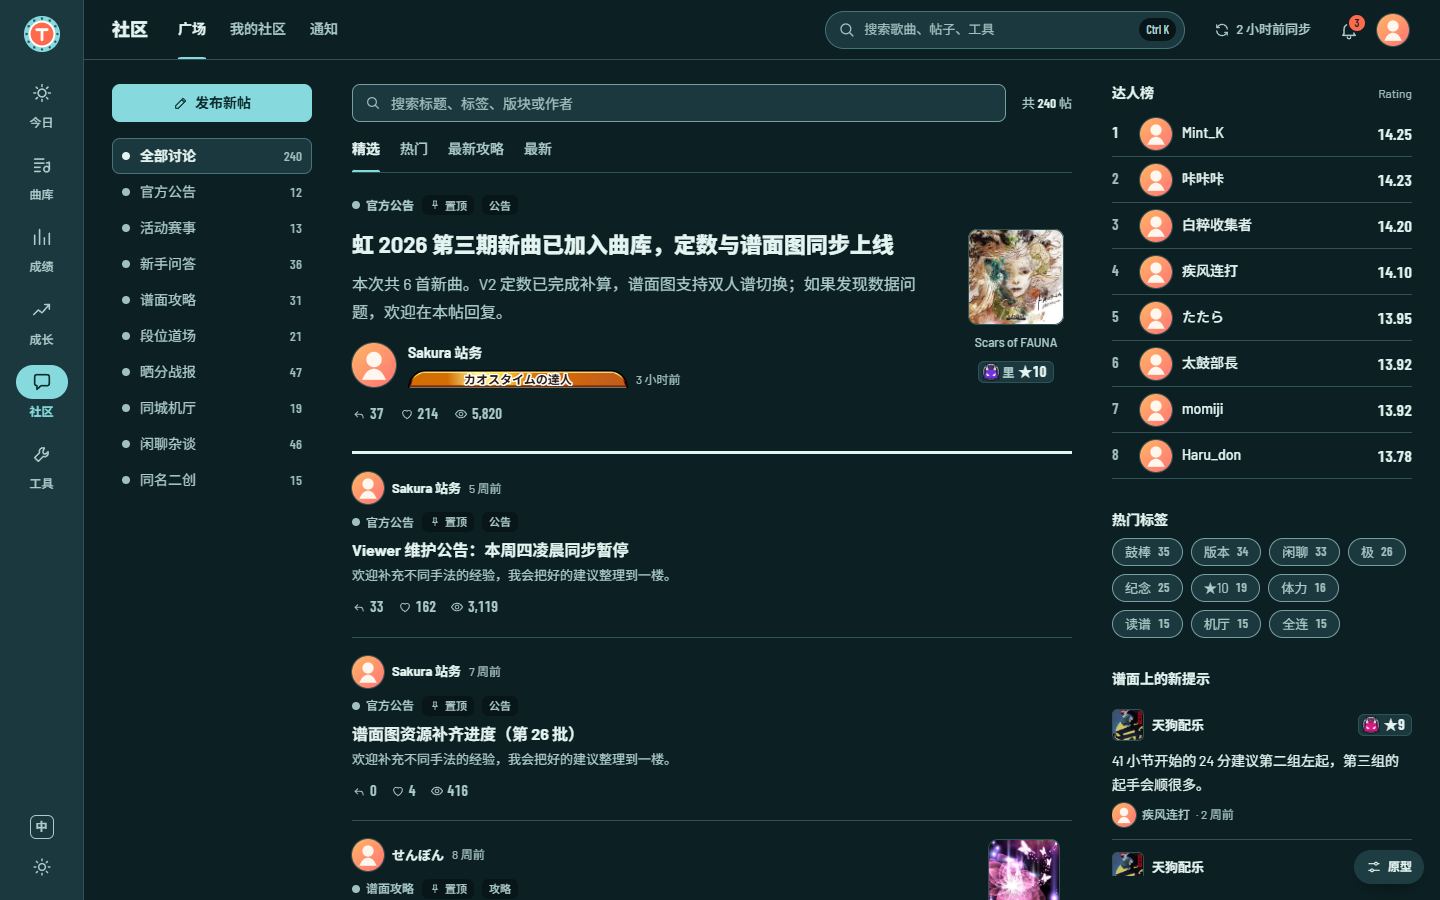 T
今日
曲库
成绩
成长
社区
工具
中
社区
广场 我的社区 通知
搜索歌曲、帖子、工具 Ctrl K
2 小时前同步
3
发布新帖
全部讨论 240
官方公告 12
活动赛事 13
新手问答 36
谱面攻略 31
段位道场 21
晒分战报 47
同城机厅 19
闲聊杂谈 46
同名二创 15
搜索标题、标签、版块或作者
共 240 帖
精选 热门 最新攻略 最新
官方公告 置顶 公告
虹 2026 第三期新曲已加入曲库，定数与谱面图同步上线
本次共 6 首新曲。V2 定数已完成补算，谱面图支持双人谱切换；如果发现数据问
题，欢迎在本帖回复。
Sakura 站务
カオスタイムの達人 3 小时前
37 214 5,820
Scars of FAUNA
里 ★10
Sakura 站务 5 周前
官方公告 置顶 公告
Viewer 维护公告：本周四凌晨同步暂停
欢迎补充不同手法的经验，我会把好的建议整理到一楼。
33 162 3,119
Sakura 站务 7 周前
官方公告 置顶 公告
谱面图资源补齐进度（第 26 批）
欢迎补充不同手法的经验，我会把好的建议整理到一楼。
0 4 416
せんぽん 8 周前
谱面攻略 置顶 攻略
达人榜 Rating
1 Mint_K 14.25
2 咔咔咔 14.23
3 白粹收集者 14.20
4 疾风连打 14.10
5 たたら 13.95
6 太鼓部長 13.92
7 momiji 13.92
8 Haru_don 13.78
热门标签
鼓棒 35 版本 34 闲聊 33 极 26
纪念 25 ★10 19 体力 16
读谱 15 机厅 15 全连 15
谱面上的新提示
天狗配乐 ★9
41 小节开始的 24 分建议第二组左起，第三组的
起手会顺很多。
疾风连打 · 2 周前
天狗配乐
原型